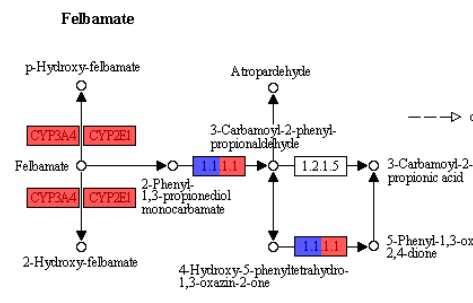 Felbamate
p-Hydroxy-felbamate
Atropardehyde
CYP3A4 CYP2E1
3-Carbamoyl-2-phenyl-
propionaldehyde
Felbamate
1.1.1.1
1.2.1.5
3-Carbamoyl-2-
propionic acid
2-Phenyl-
1,3-propionediol
monocarbamate
CYP3A4 CYP2E1
2-Hydroxy-felbamate
1.1.1.1
5-Phenyl-1,3-ox
2,4-dione
4-Hydroxy-5-phenyltetrahydro-
1,3-oxazin-2-one